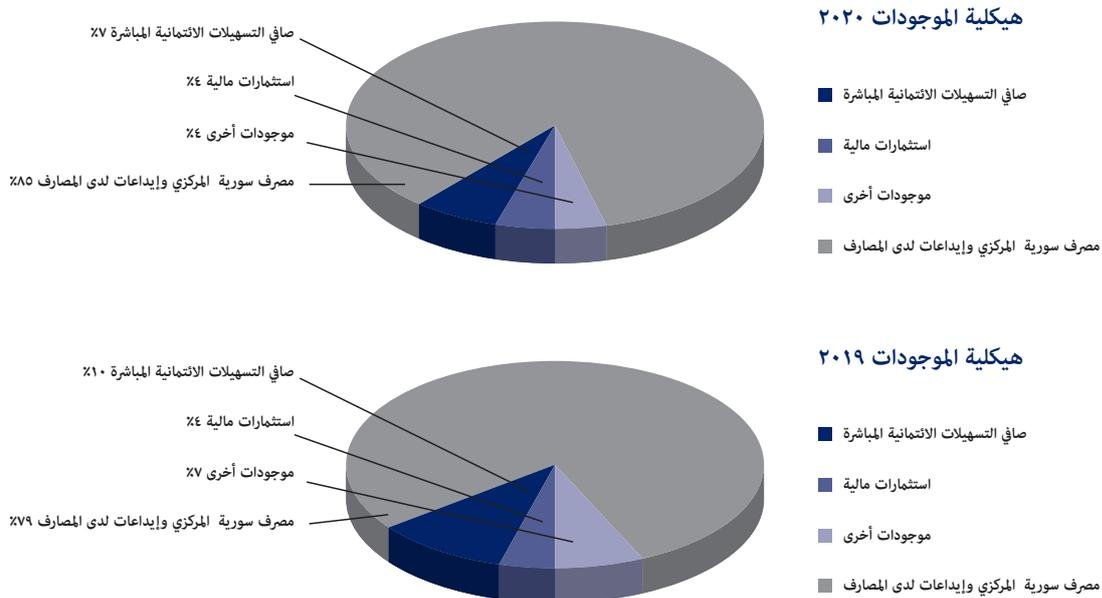 هيكلية الموجودات ٢٠٢٠
صافي التسهيلات الائتمانية المباشرة
استثمارات مالية
موجودات أخرى
مصرف سورية المركزي وإيداعات لدى المصارف
صافي التسهيلات الائتمانية المباشرة ٧٪
استثمارات مالية ٤٪
موجودات أخرى ٤٪
مصرف سورية المركزي وإيداعات لدى المصارف ٨٥٪
هيكلية الموجودات ٢٠١٩
صافي التسهيلات الائتمانية المباشرة
استثمارات مالية
موجودات أخرى
مصرف سورية المركزي وإيداعات لدى المصارف
صافي التسهيلات الائتمانية المباشرة ١٠٪
استثمارات مالية ٤٪
موجودات أخرى ٧٪
مصرف سورية المركزي وإيداعات لدى المصارف ٧٩٪